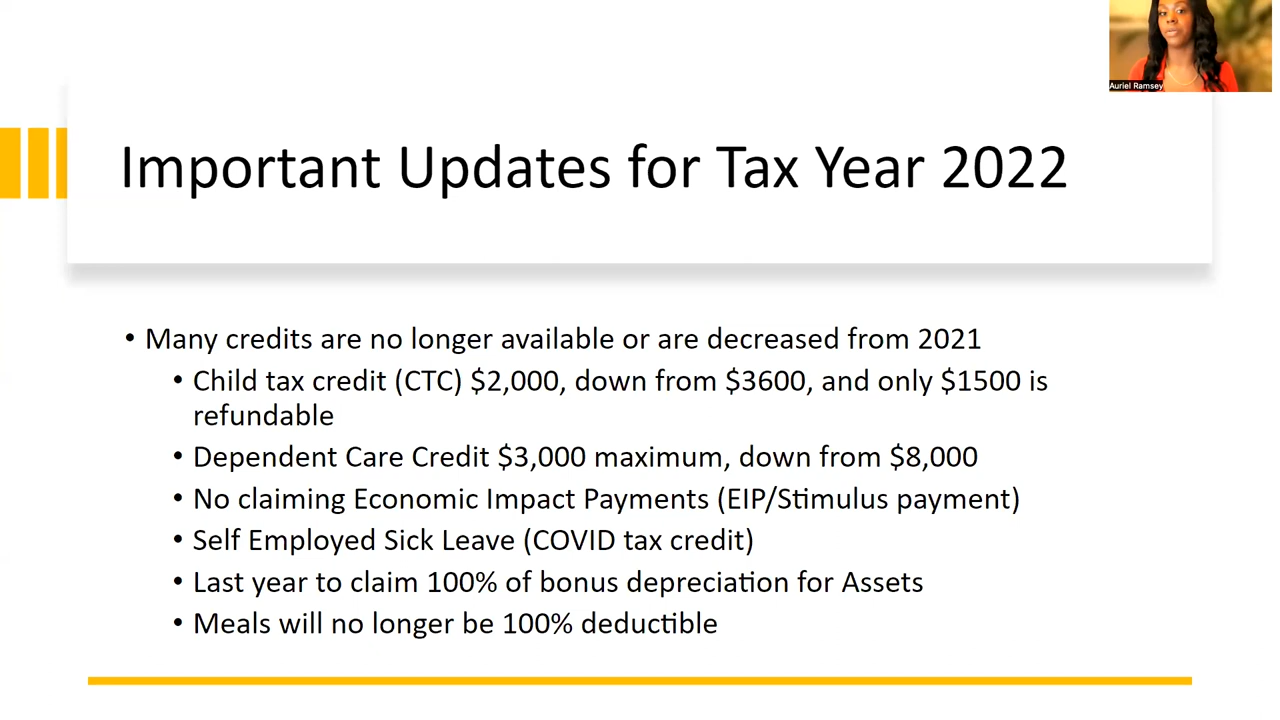 Auriel Ramsey
Important Updates for Tax Year 2022
• Many credits are no longer available or are decreased from 2021
• Child tax credit (CTC) $2,000, down from $3600, and only $1500 is
refundable
• Dependent Care Credit $3,000 maximum, down from $8,000
• No claiming Economic Impact Payments (EIP/Stimulus payment)
• Self Employed Sick Leave (COVID tax credit)
• Last year to claim 100% of bonus depreciation for Assets
• Meals will no longer be 100% deductible